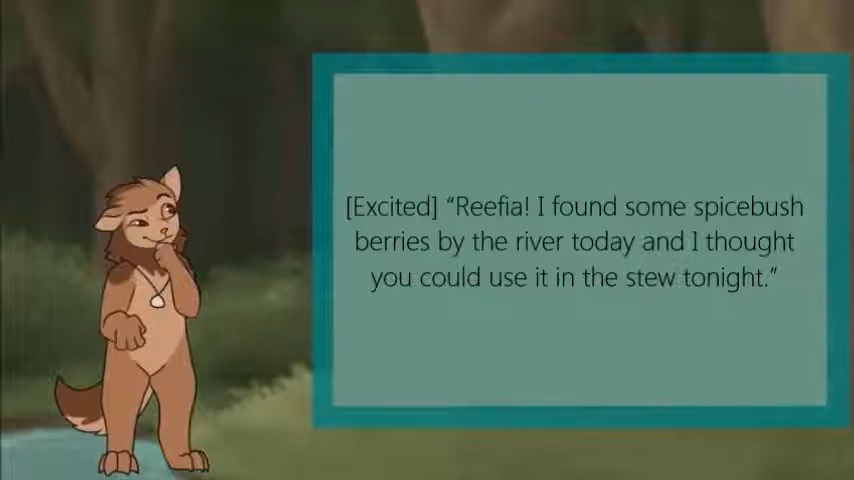 [Excited] “Reefia! I found some spicebush
berries by the river today and I thought
you could use it in the stew tonight.”